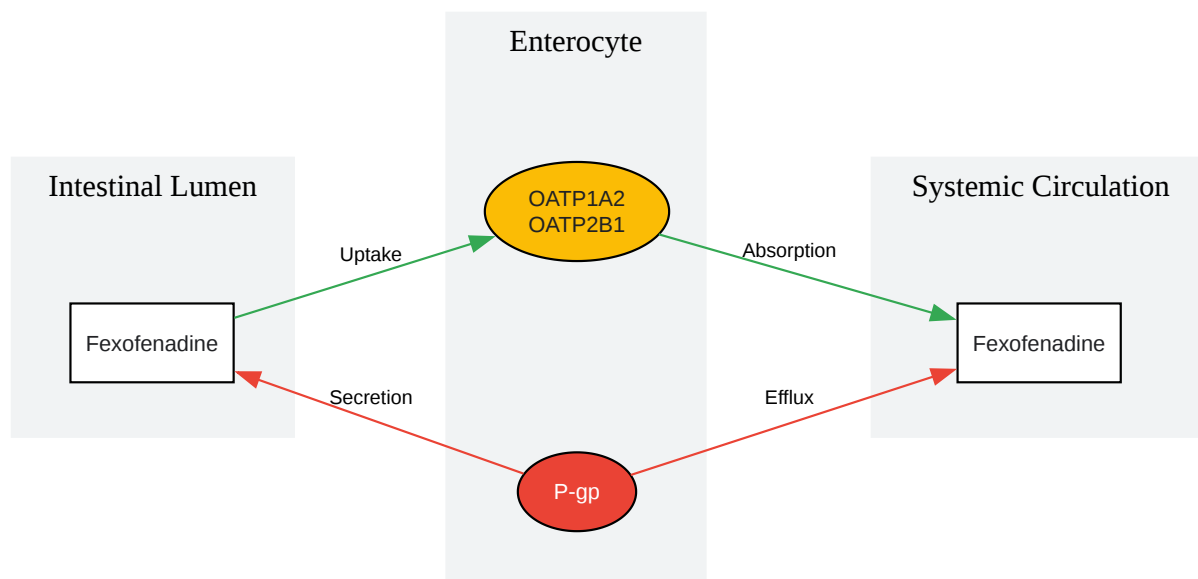 Enterocyte
Intestinal Lumen
Systemic Circulation
OATP1A2
OATP2B1
Uptake
Absorption
Fexofenadine
Fexofenadine
Secretion
Efflux
P-gp